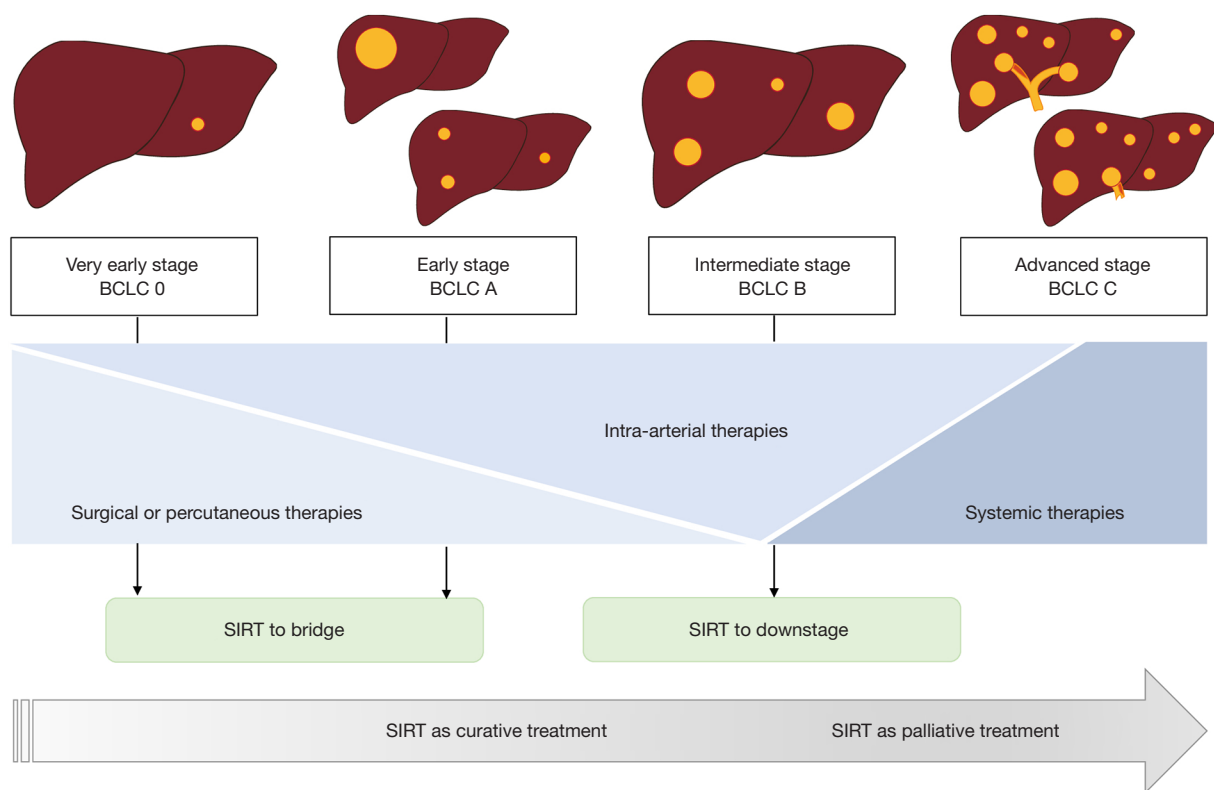 Very early stage
BCLC 0
Early stage
BCLC A
Intermediate stage
BCLC B
Advanced stage
BCLC C
Intra-arterial therapies
Surgical or percutaneous therapies
Systemic therapies
SIRT to bridge
SIRT to downstage
SIRT as curative treatment
SIRT as palliative treatment